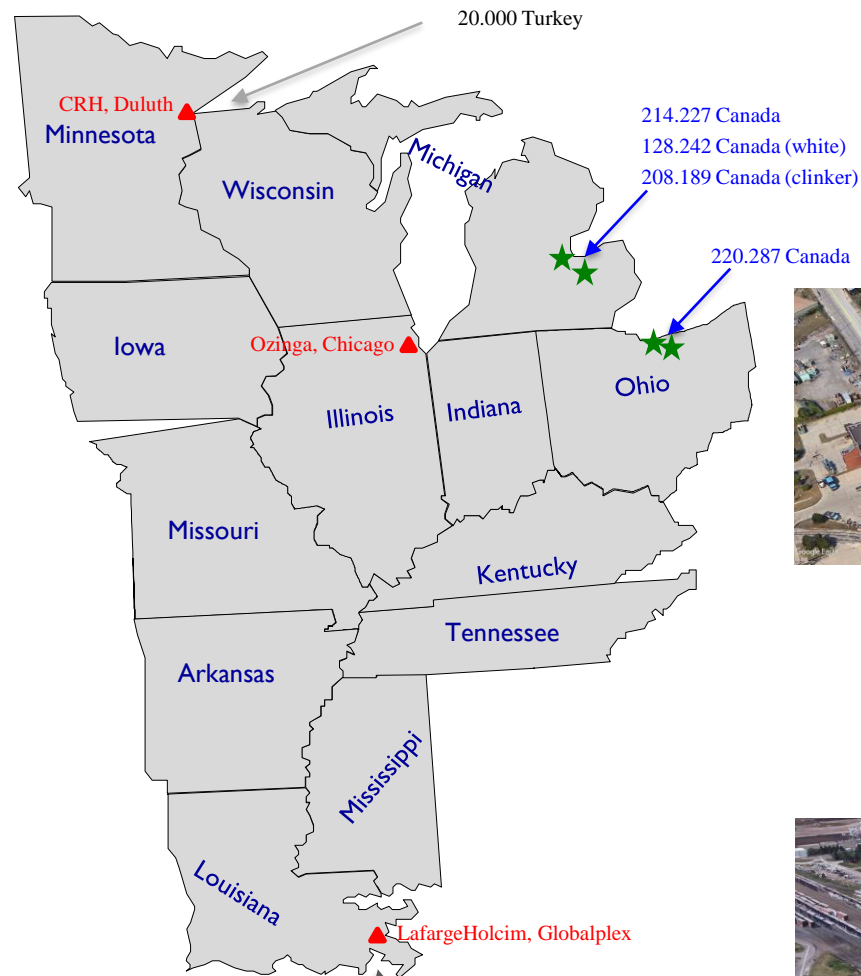 20.000 Turkey
CRH, Duluth
Minnesota
214.227 Canada
128.242 Canada (white)
208.189 Canada (clinker)
Michigan
Wisconsin
220.287 Canada
Iowa
Ozinga, Chicago
Illinois
Indiana
Ohio
Missouri
Kentucky
Tennessee
Arkansas
Mississippi
Louisiana
LafargeHolcim, Globalplex